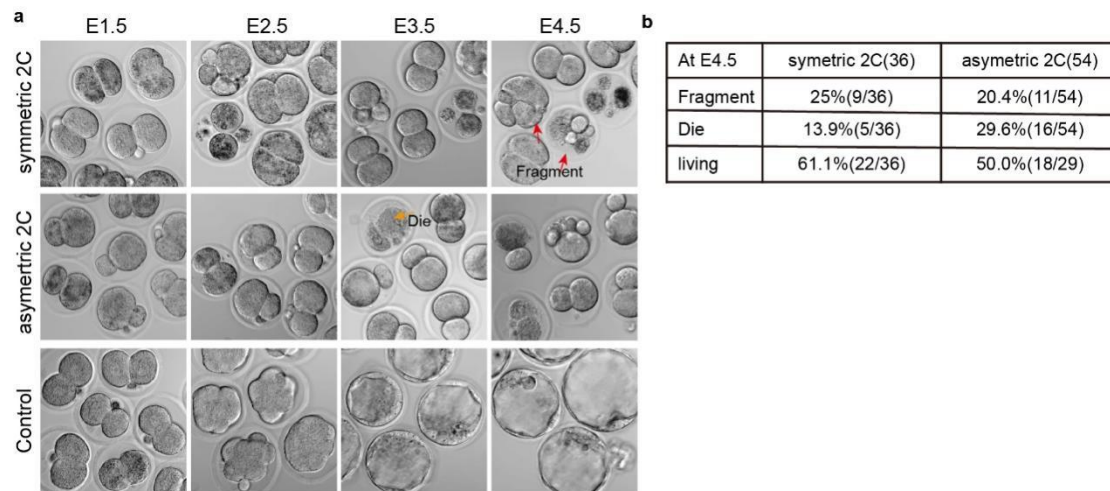 a
E1.5 E2.5 E3.5 E4.5
symmetric 2C
Fragment
asymertric 2C
Die
Control
b
At E4.5 symetric 2C(36) asymetric 2C(54)
Fragment 25%(9/36) 20.4%(11/54)
Die 13.9%(5/36) 29.6%(16/54)
living 61.1%(22/36) 50.0%(18/29)